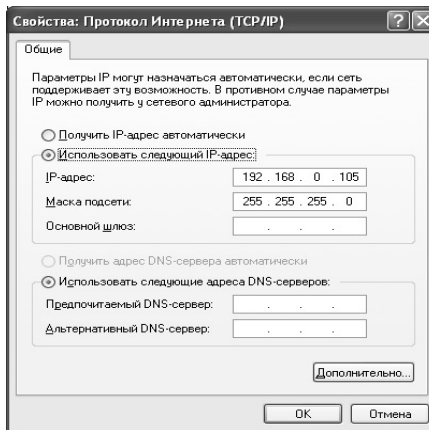 Свойства: Протокол Интернета (TCP/IP)
Общие
Параметры IP могут назначаться автоматически, если сеть
поддерживает эту возможность. В противном случае параметры
IP можно получить у сетевого администратора.
Получить IP-адрес автоматически
Использовать следующий IP-адрес:
IP-адрес: 192 . 168 . 0 . 105
Маска подсети: 255 . 255 . 255 . 0
Основной шлюз: . . .
Получить адрес DNS-сервера автоматически
Использовать следующие адреса DNS-серверов:
Предпочитаемый DNS-сервер: . . .
Альтернативный DNS-сервер: . . .
Дополнительно...
OK Отмена